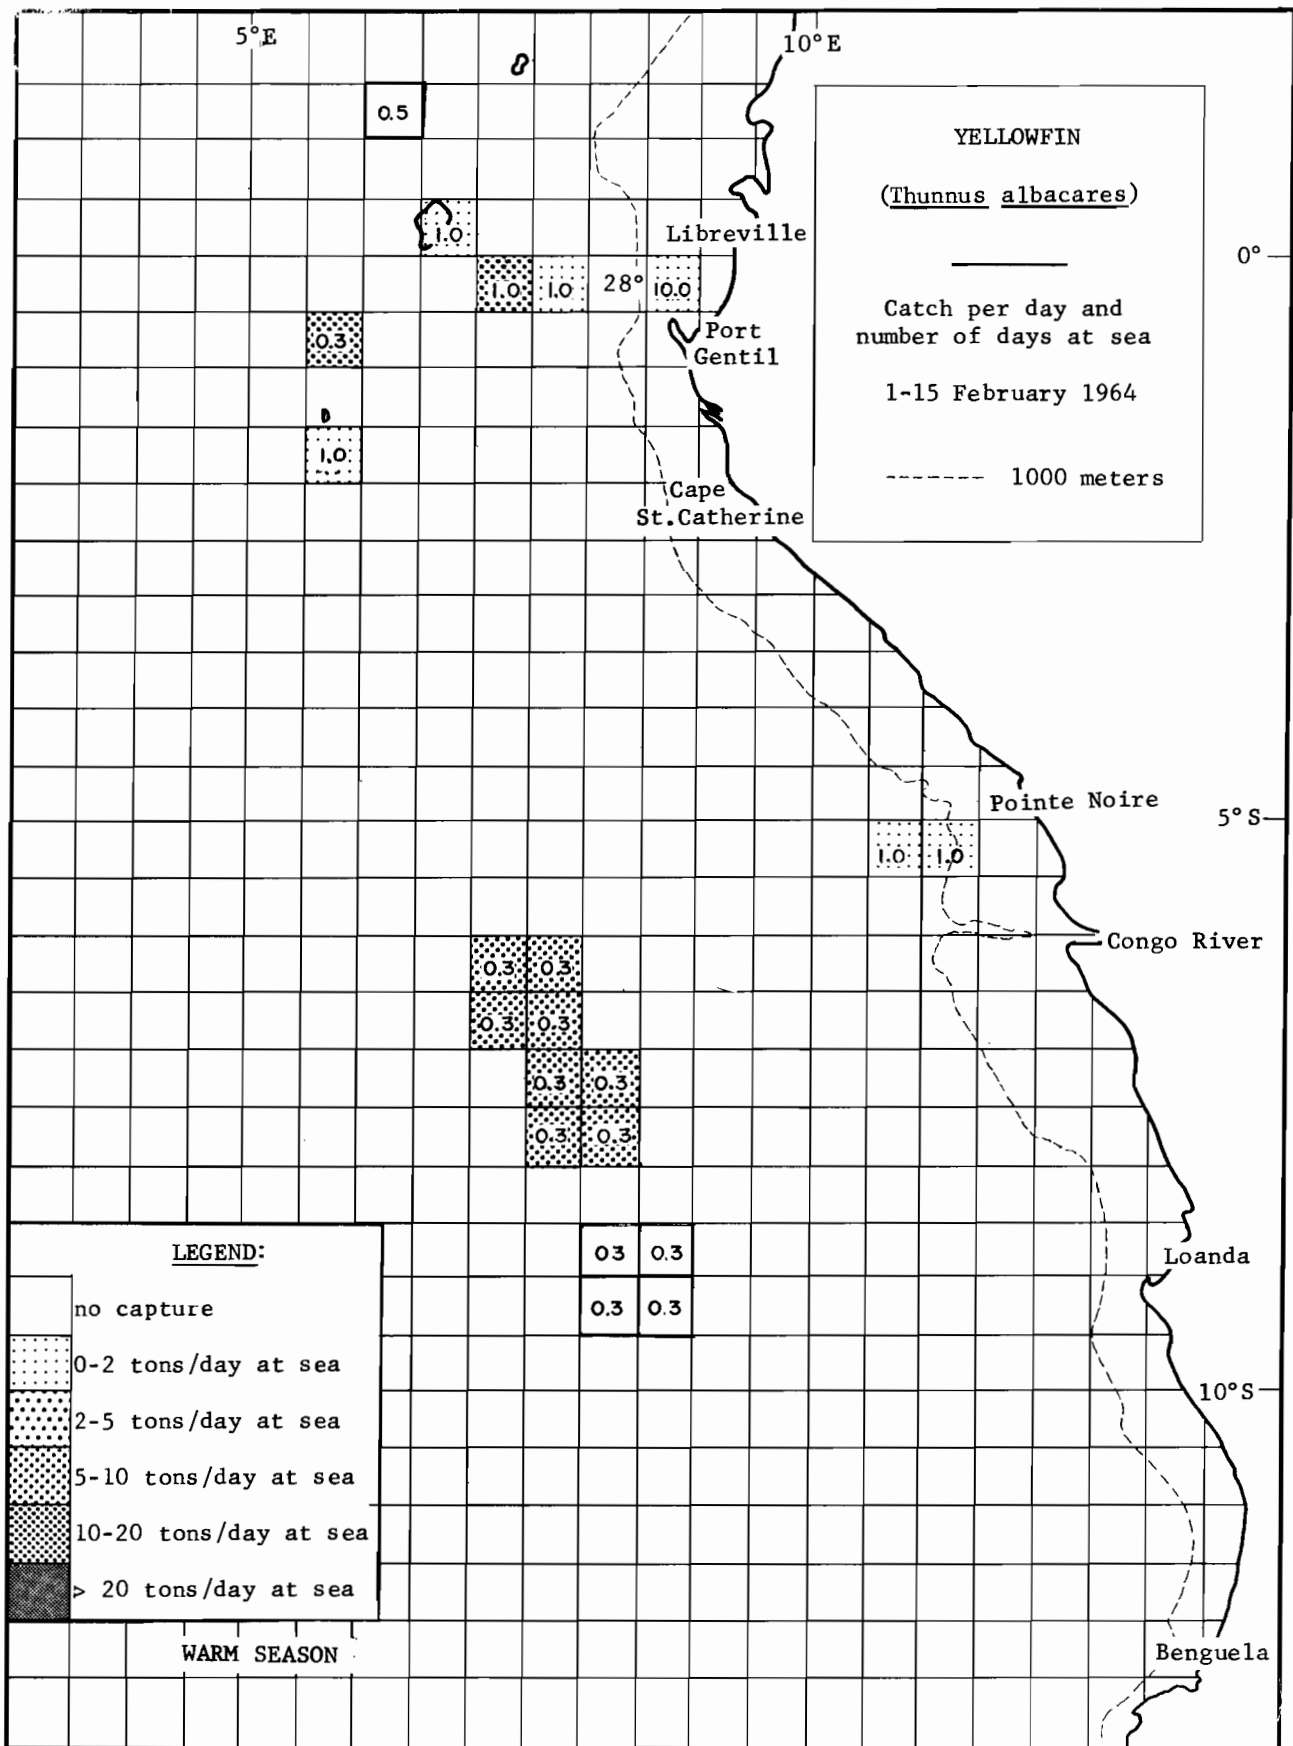 5°E
10°E
0.5
YELLOWFIN
(Thunnus albacares)
1.0
Libreville
0°
1.0
1.0
28°
10.0
Catch per day and
number of days at sea
0.3
Port
Gentil
1-15 February 1964
1.0
------- 1000 meters
Cape
St.Catherine
Pointe Noire
5°S
1.0
1.0
Congo River
0.3 0.3
0.3 0.3
0.3 0.3
0.3 0.3
LEGEND:
03 0.3
Loanda
no capture
0.3 0.3
0-2 tons/day at sea
10°S
2-5 tons/day at sea
5-10 tons/day at sea
10-20 tons/day at sea
> 20 tons/day at sea
WARM SEASON
Benguela